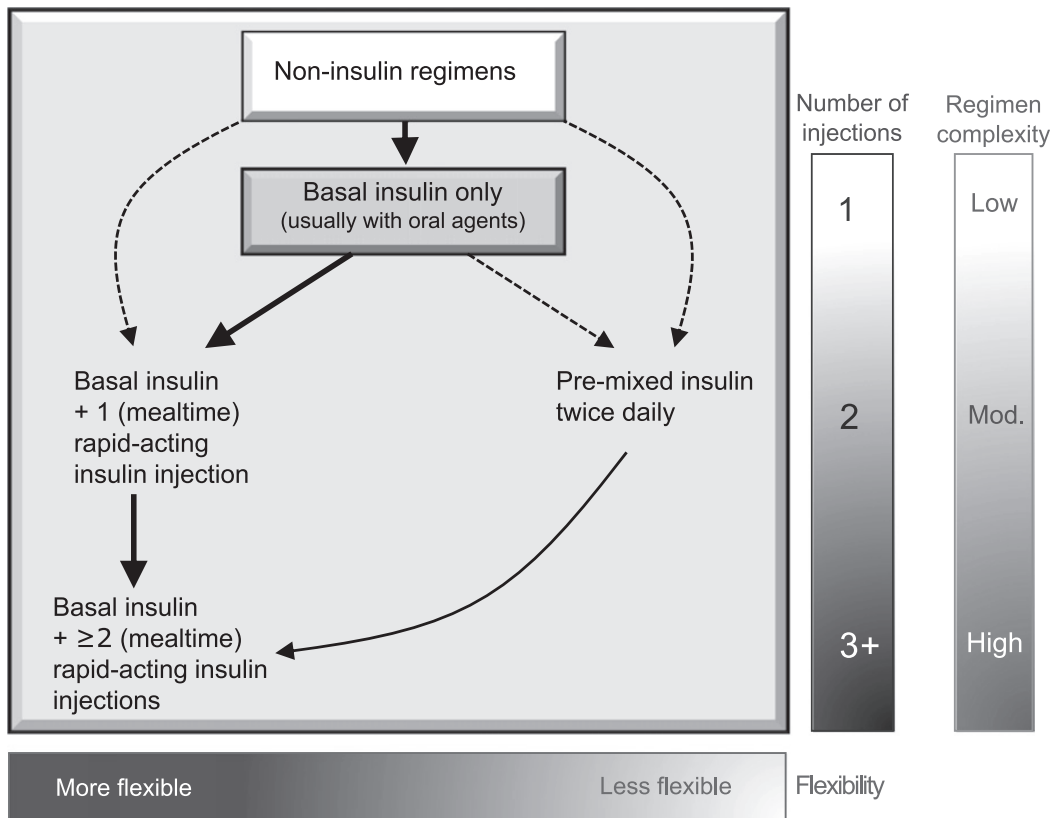 Non-insulin regimens
Number of
injections
Regimen
complexity
Basal insulin only
(usually with oral agents)
1
Low
Basal insulin
+ 1 (mealtime)
rapid-acting
insulin injection
Pre-mixed insulin
twice daily
2
Mod.
Basal insulin
+ ≥2 (mealtime)
rapid-acting insulin
injections
3+
High
More flexible
Less flexible
Flexibility